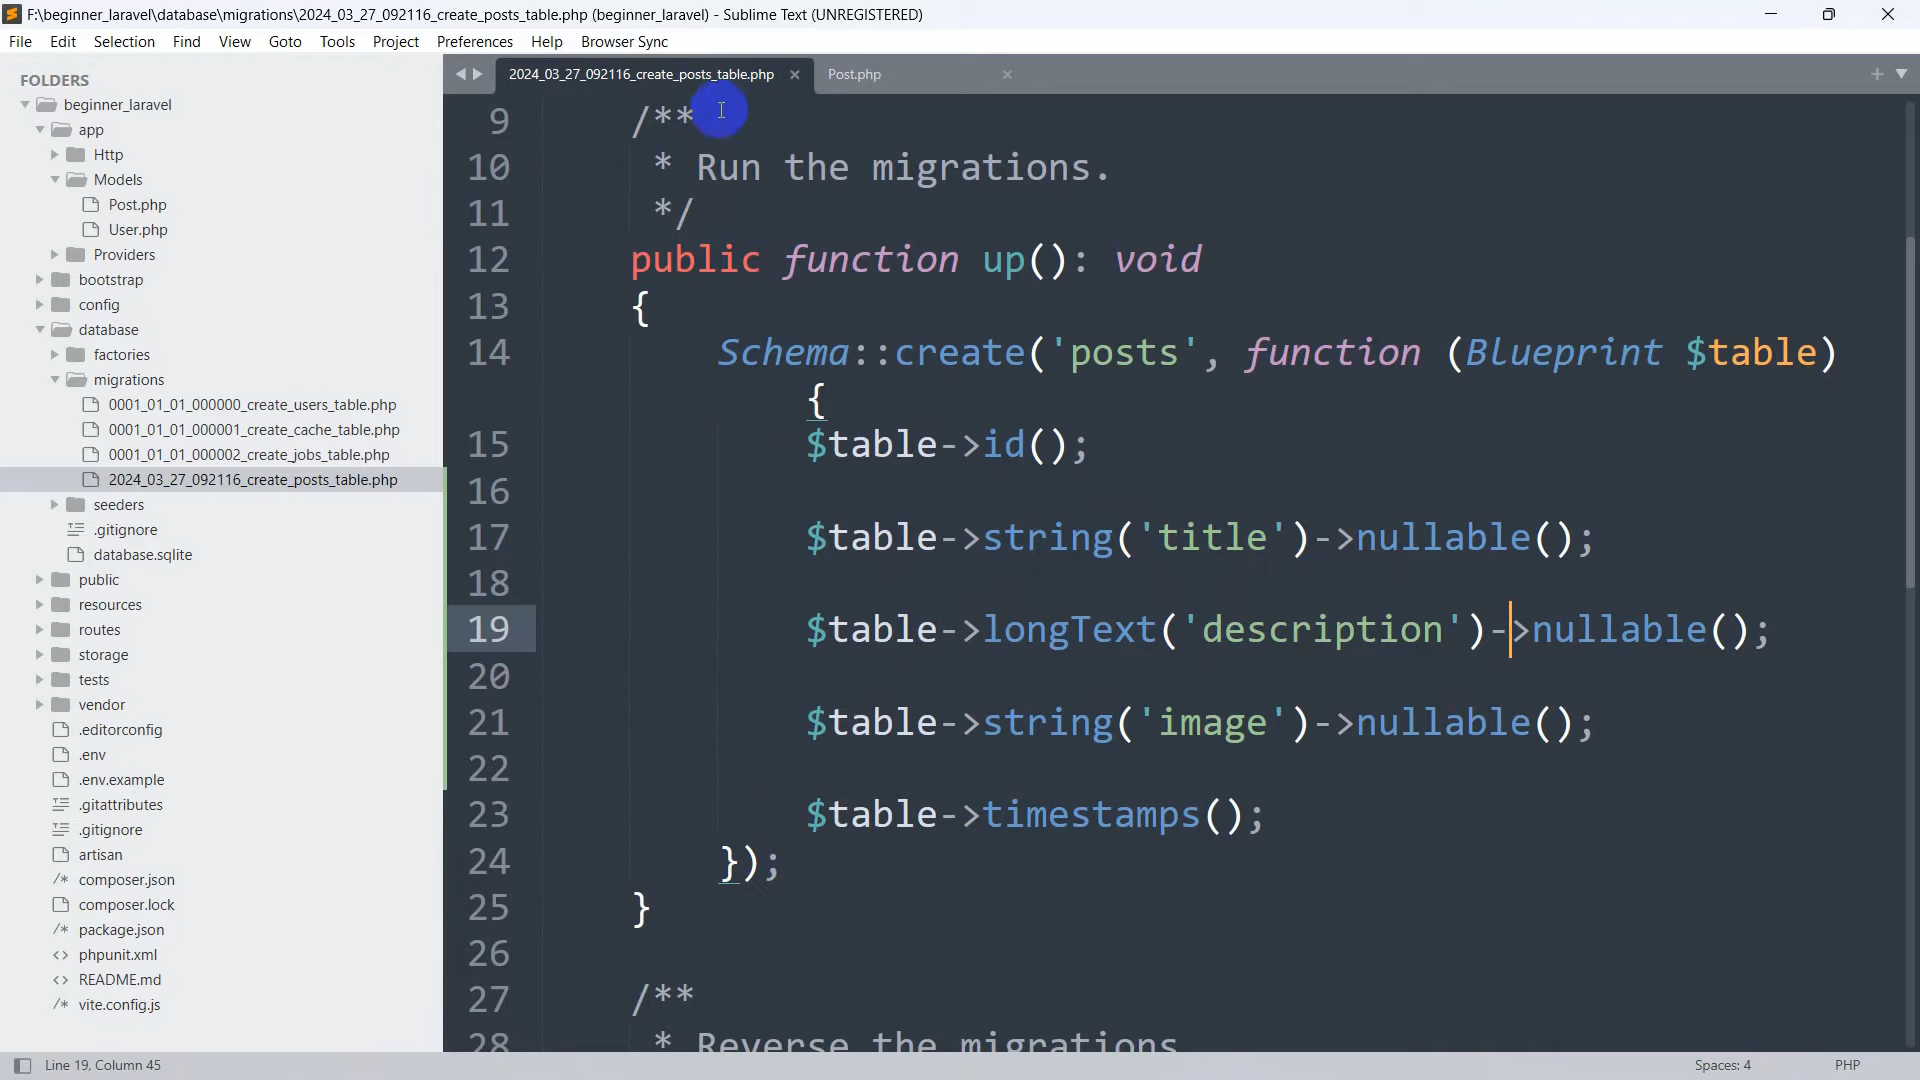 F:\beginner_laravel\database\migrations\2024_03_27_092116_create_posts_table.php (beginner_laravel) - Sublime Text (UNREGISTERED)
File Edit Selection Find View Goto Tools Project Preferences Help Browser Sync
FOLDERS
beginner_laravel
app
Http
Models
Post.php
User.php
Providers
bootstrap
config
database
factories
migrations
0001_01_01_000000_create_users_table.php
0001_01_01_000001_create_cache_table.php
0001_01_01_000002_create_jobs_table.php
2024_03_27_092116_create_posts_table.php
seeders
.gitignore
database.sqlite
public
resources
routes
storage
tests
vendor
.editorconfig
.env
.env.example
.gitattributes
.gitignore
artisan
composer.json
composer.lock
package.json
phpunit.xml
README.md
vite.config.js
2024_03_27_092116_create_posts_table.php Post.php
9 /**
10 * Run the migrations.
11 */
12 public function up(): void
13 {
14 Schema::create('posts', function (Blueprint $table)
{
15 $table->id();
16
17 $table->string('title')->nullable();
18
19 $table->longText('description')->nullable();
20
21 $table->string('image')->nullable();
22
23 $table->timestamps();
24 });
25 }
26
27 /**
28 * Reverse the migrations
Line 19, Column 45 Spaces: 4 PHP